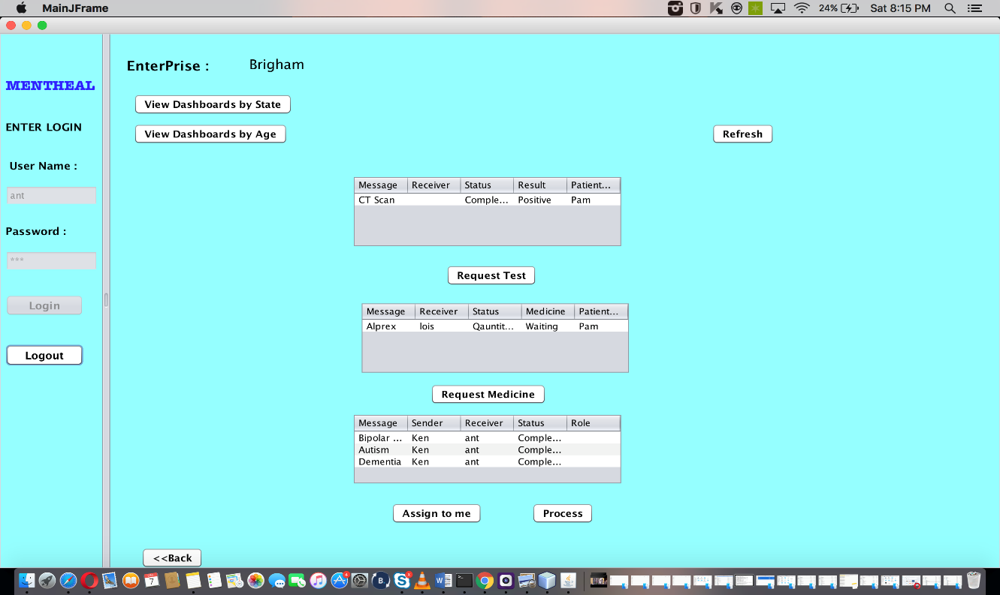 MainJFrame 24% Sat 8:15 PM
EnterPrise : Brigham
MENTHEAL
View Dashboards by State
ENTER LOGIN
View Dashboards by Age Refresh
User Name :
ant
Password :
***
Login
Logout
Message Receiver Status Result Patient...
CT Scan Comple... Positive Pam
Request Test
Message Receiver Status Medicine Patient...
Alprex lois Qauntit... Waiting Pam
Request Medicine
Message Sender Receiver Status Role
Bipolar ... Ken ant Comple...
Autism Ken ant Comple...
Dementia Ken ant Comple...
Assign to me Process
<<Back
7